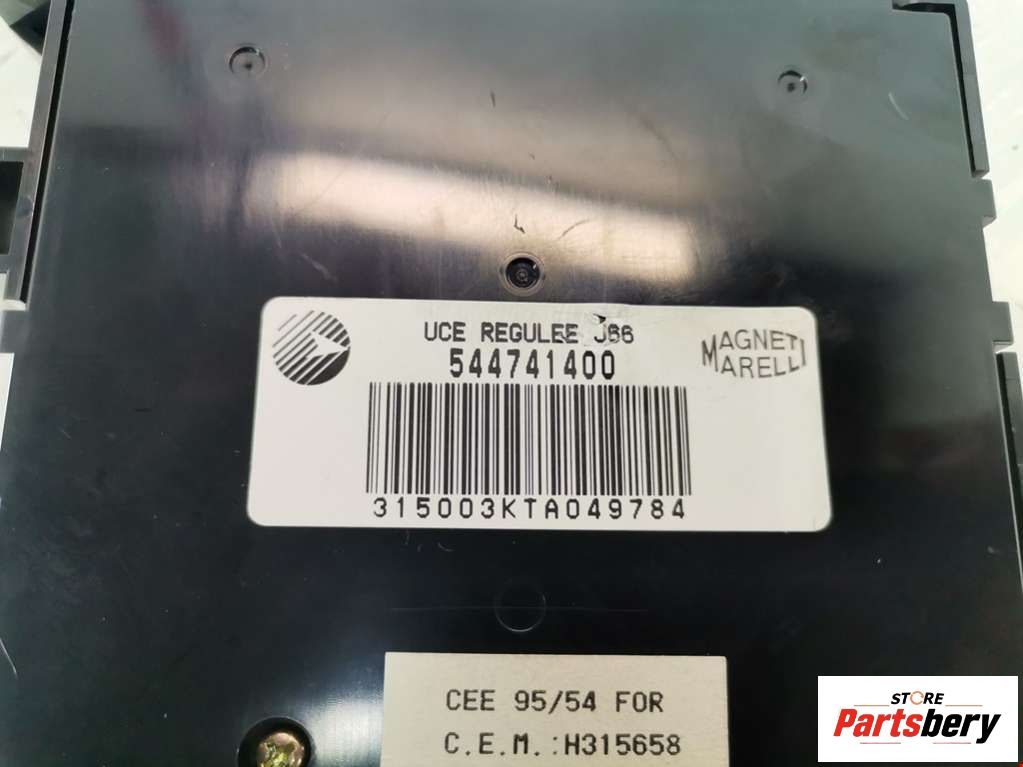 UCE REGULEE J66
544741400
MAGNETI
MARELLI
315003KTA049784
CEE 95/54 FOR
C.E.M.:H315658
STORE
Partsbery